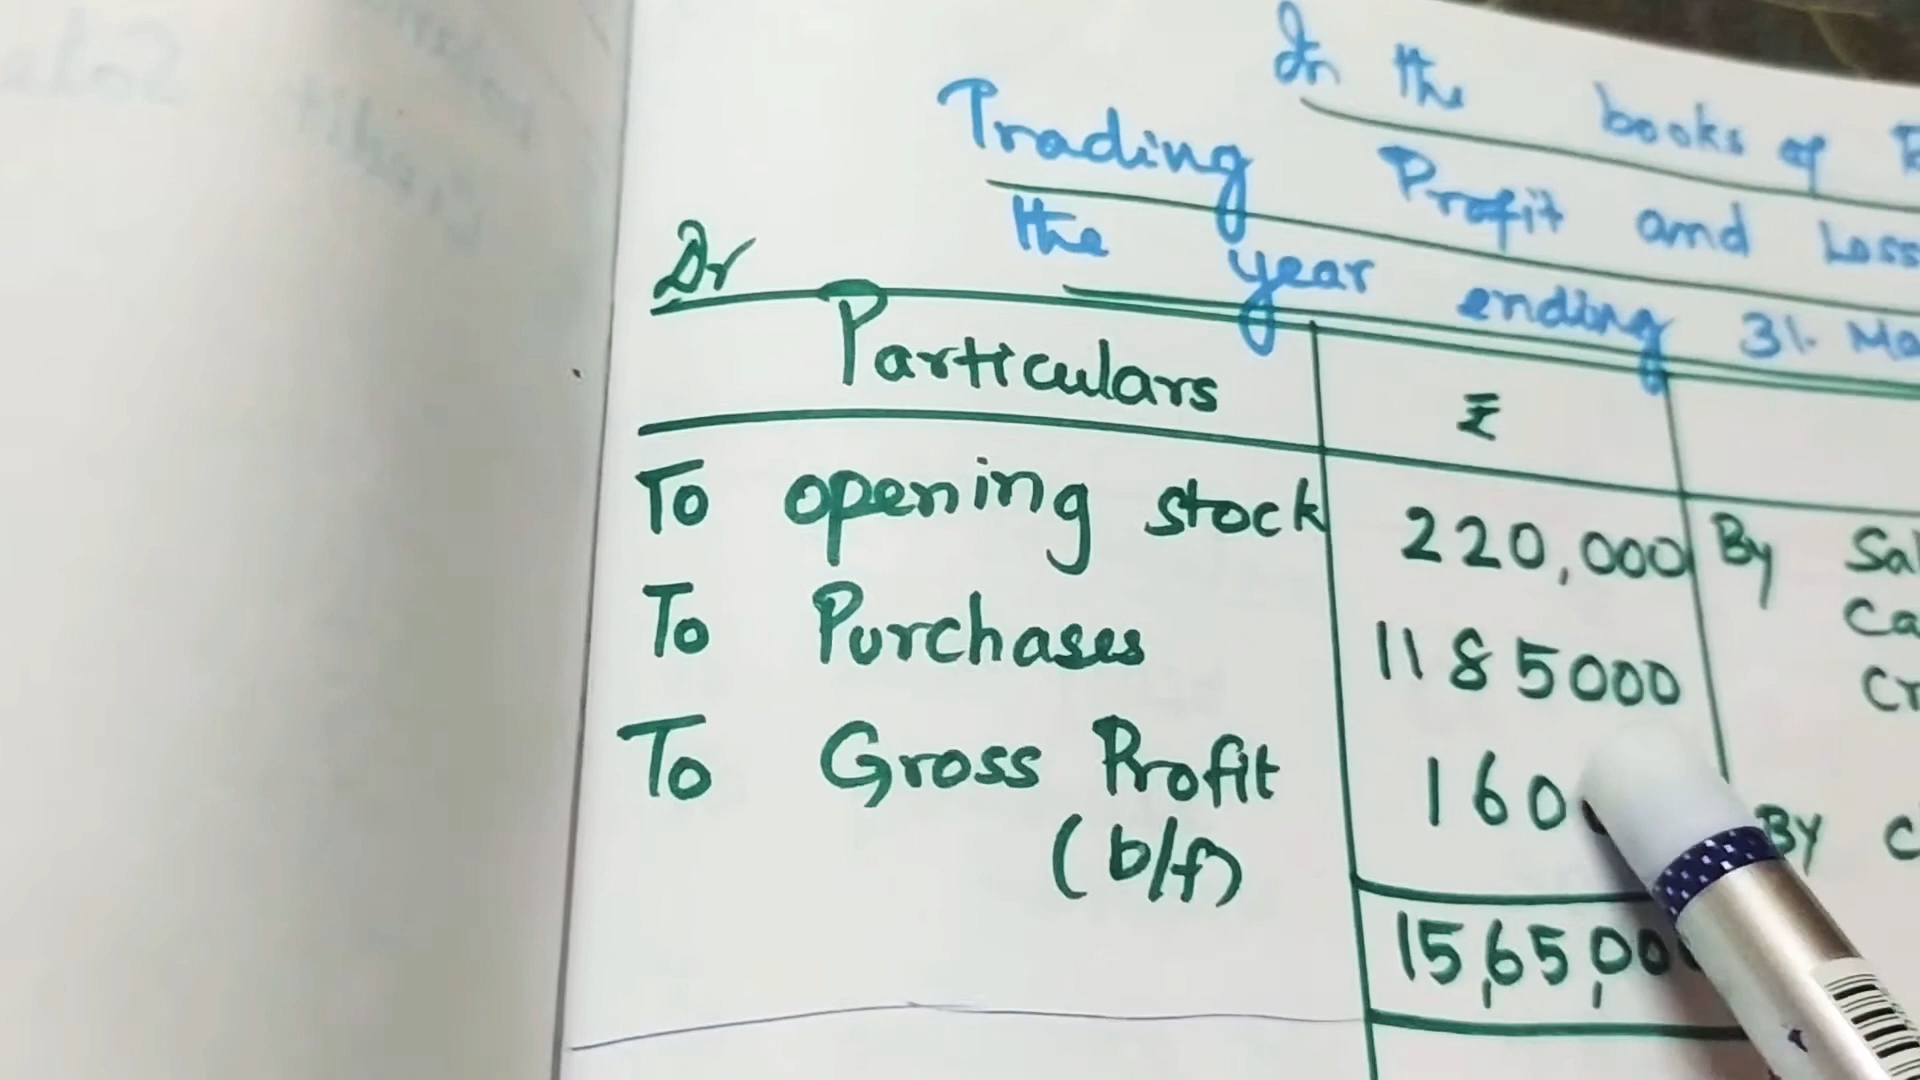 In the books of
Trading Profit and Loss
the year ending 31
Dr
Particulars ₹
To opening stock 220,000 By
To Purchases 1185000
To Gross Profit 160
(b/f) By
15,65,00